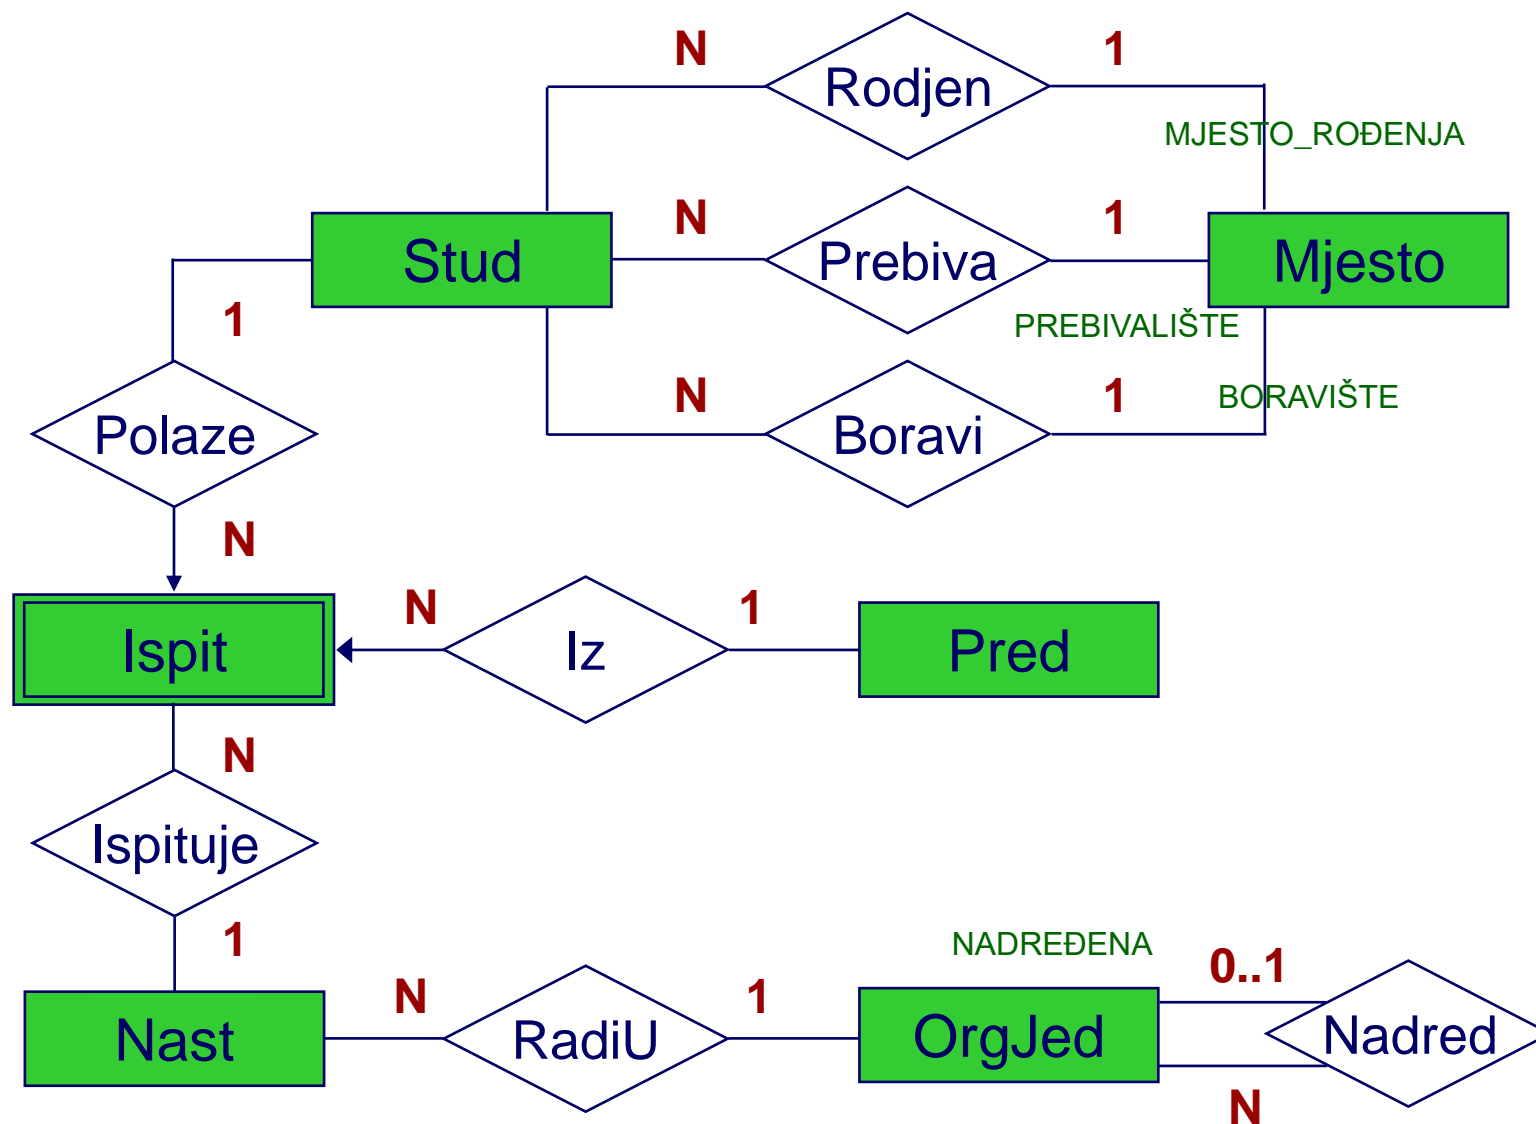 N
1
Rodjen
MJESTO_ROĐENJA
N
1
Stud
Prebiva
Mjesto
1
PREBIVALIŠTE
N
1
BORAVIŠTE
Polaze
Boravi
N
N
1
Ispit
Iz
Pred
N
Ispituje
1
NADREĐENA
0..1
N
1
Nast
RadiU
OrgJed
Nadred
N